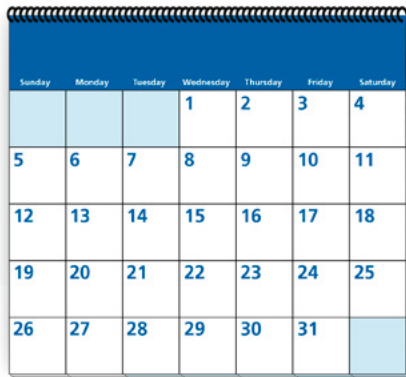 Sunday Monday Tuesday Wednesday Thursday Friday Saturday
1 2 3 4
5 6 7 8 9 10 11
12 13 14 15 16 17 18
19 20 21 22 23 24 25
26 27 28 29 30 31